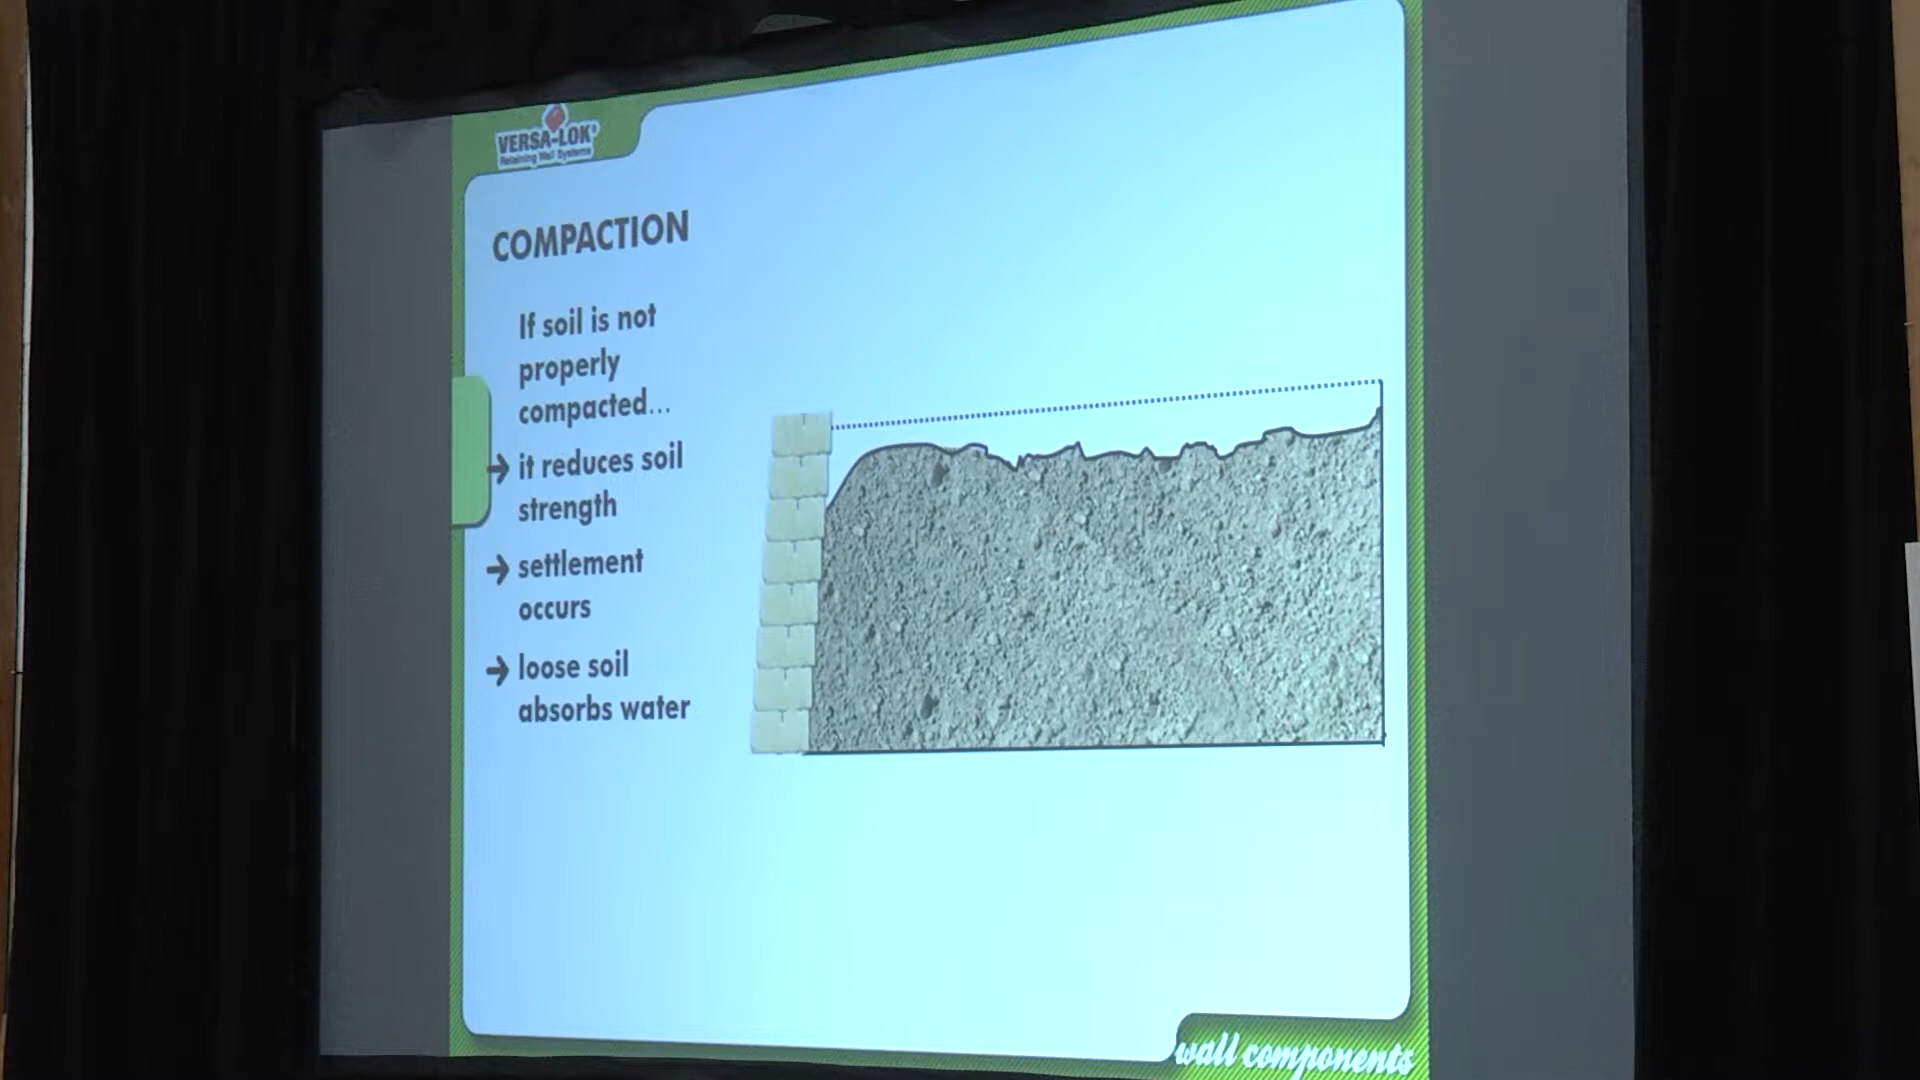 VERSA-LOK®
Retaining Wall Systems
COMPACTION
If soil is not
properly
compacted...
→ it reduces soil
strength
→ settlement
occurs
→ loose soil
absorbs water
wall components